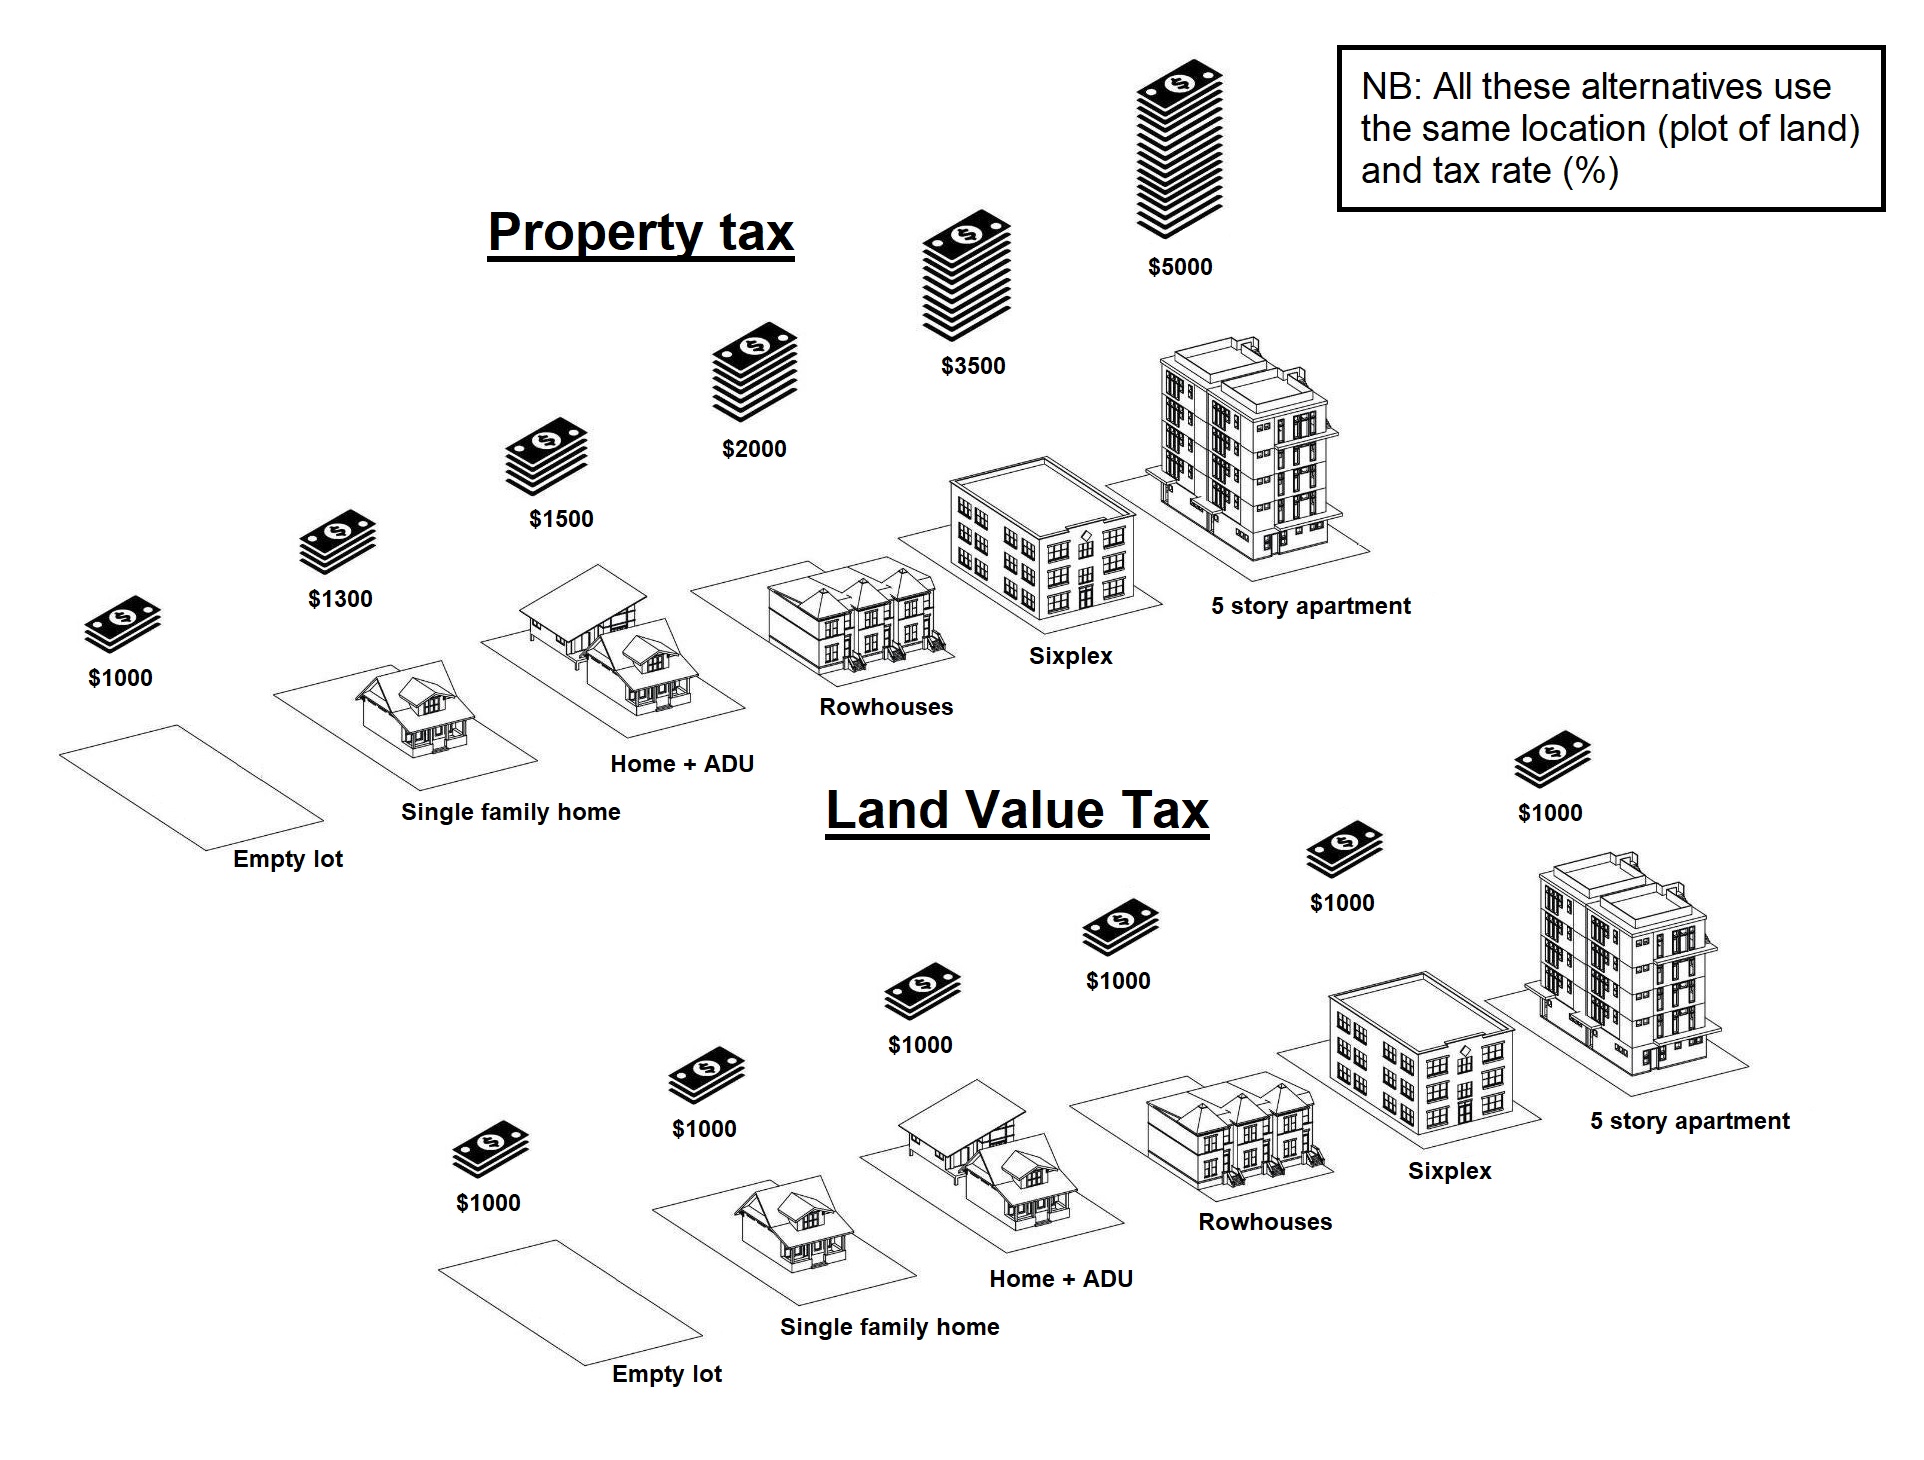 NB: All these alternatives use
the same location (plot of land)
and tax rate (%)
Property tax
$1000
Empty lot
$1300
Single family home
$1500
Home + ADU
$2000
Rowhouses
$3500
Sixplex
$5000
5 story apartment
Land Value Tax
$1000
Empty lot
$1000
Single family home
$1000
Home + ADU
$1000
Rowhouses
$1000
Sixplex
$1000
5 story apartment